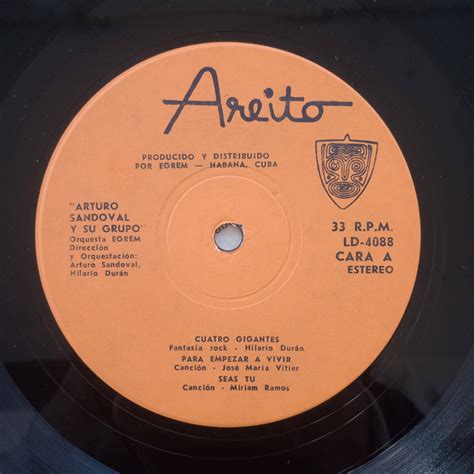 Areito
PRODUCIDO Y DISTRIBUIDO
POR EGREM — HABANA, CUBA
"ARTURO
SANDOVAL
Y SU GRUPO"
Orquesta EGREM
Dirección
y Orquestación:
Arturo Sandoval,
Hilario Durán
33 R.P.M.
LD-4088
CARA A
ESTEREO
CUATRO GIGANTES
Fantasía rock - Hilario Durán
PARA EMPEZAR A VIVIR
Canción - José María Vitier
SEAS TU
Canción - Miriam Ramos